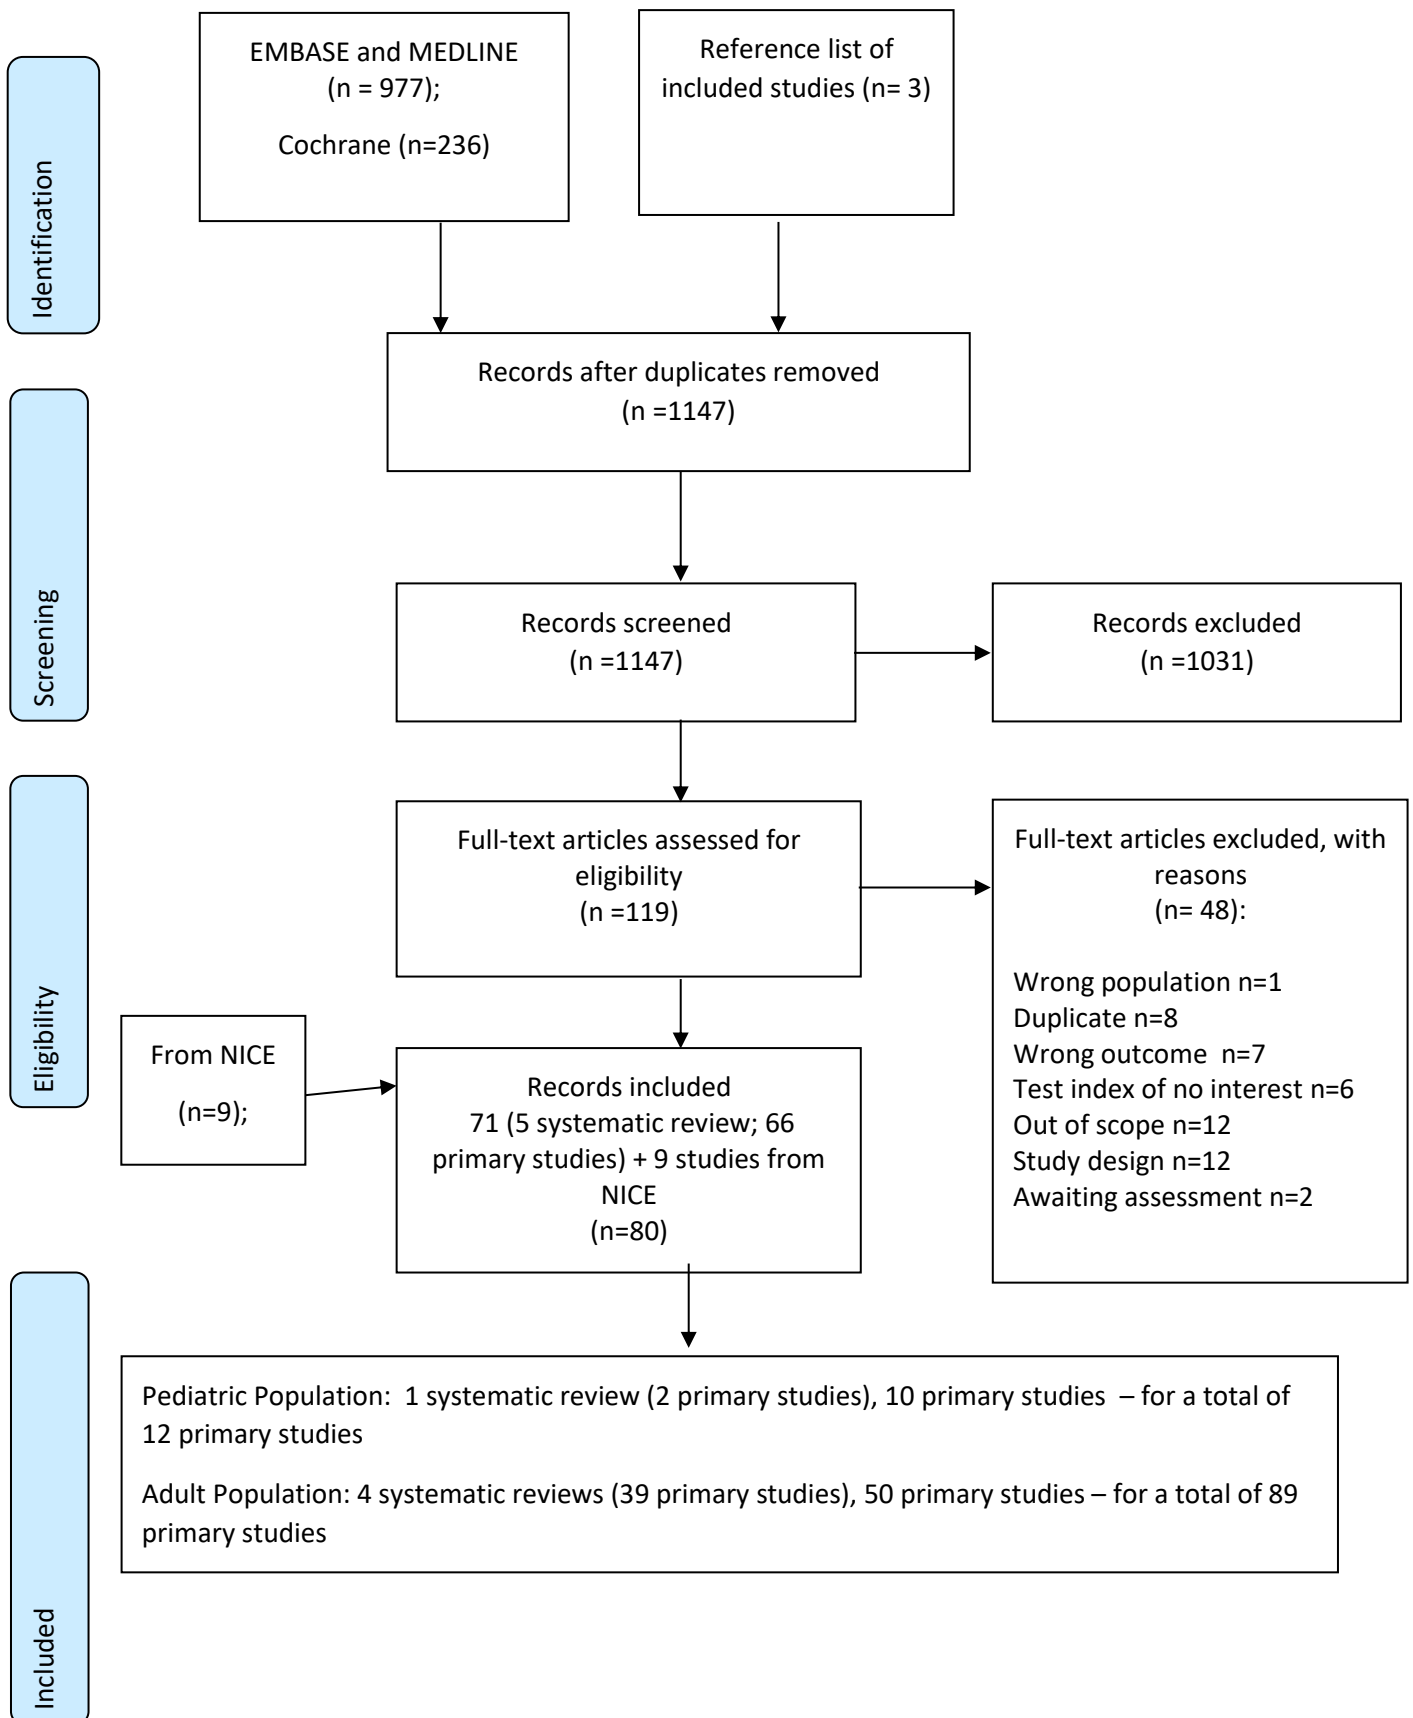 EMBASE and MEDLINE
(n = 977);
Cochrane (n=236)
Reference list of
included studies (n= 3)
Identification
Records after duplicates removed
(n =1147)
Screening
Records screened
(n =1147)
Records excluded
(n =1031)
Eligibility
Full-text articles assessed for
eligibility
(n =119)
Full-text articles excluded, with
reasons
(n= 48):
Wrong population n=1
Duplicate n=8
Wrong outcome  n=7
Test index of no interest n=6
Out of scope n=12
Study design n=12
Awaiting assessment n=2
From NICE
(n=9);
Records included
71 (5 systematic review; 66
primary studies) + 9 studies from
NICE
(n=80)
Included
Pediatric Population:  1 systematic review (2 primary studies), 10 primary studies  – for a total of
12 primary studies
Adult Population: 4 systematic reviews (39 primary studies), 50 primary studies – for a total of 89
primary studies